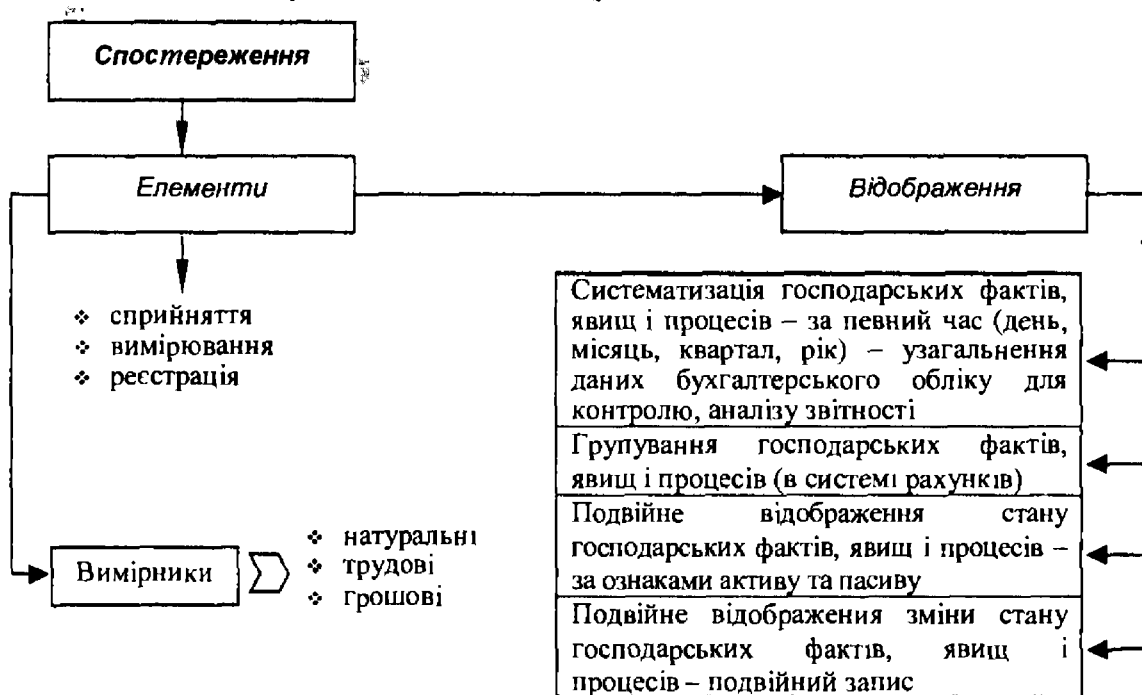 Спостереження
Елементи
Відображення
❖ сприйняття
❖ вимірювання
❖ реєстрація
Систематизація господарських фактів,
явищ і процесів – за певний час (день,
місяць, квартал, рік) – узагальнення
даних бухгалтерського обліку для
контролю, аналізу звітності
Групування господарських фактів,
явищ і процесів (в системі рахунків)
Подвійне відображення стану
господарських фактів, явищ і процесів –
за ознаками активу та пасиву
Подвійне відображення зміни стану
господарських фактів, явищ і
процесів – подвійний запис
Вимірники
❖ натуральні
❖ трудові
❖ грошові